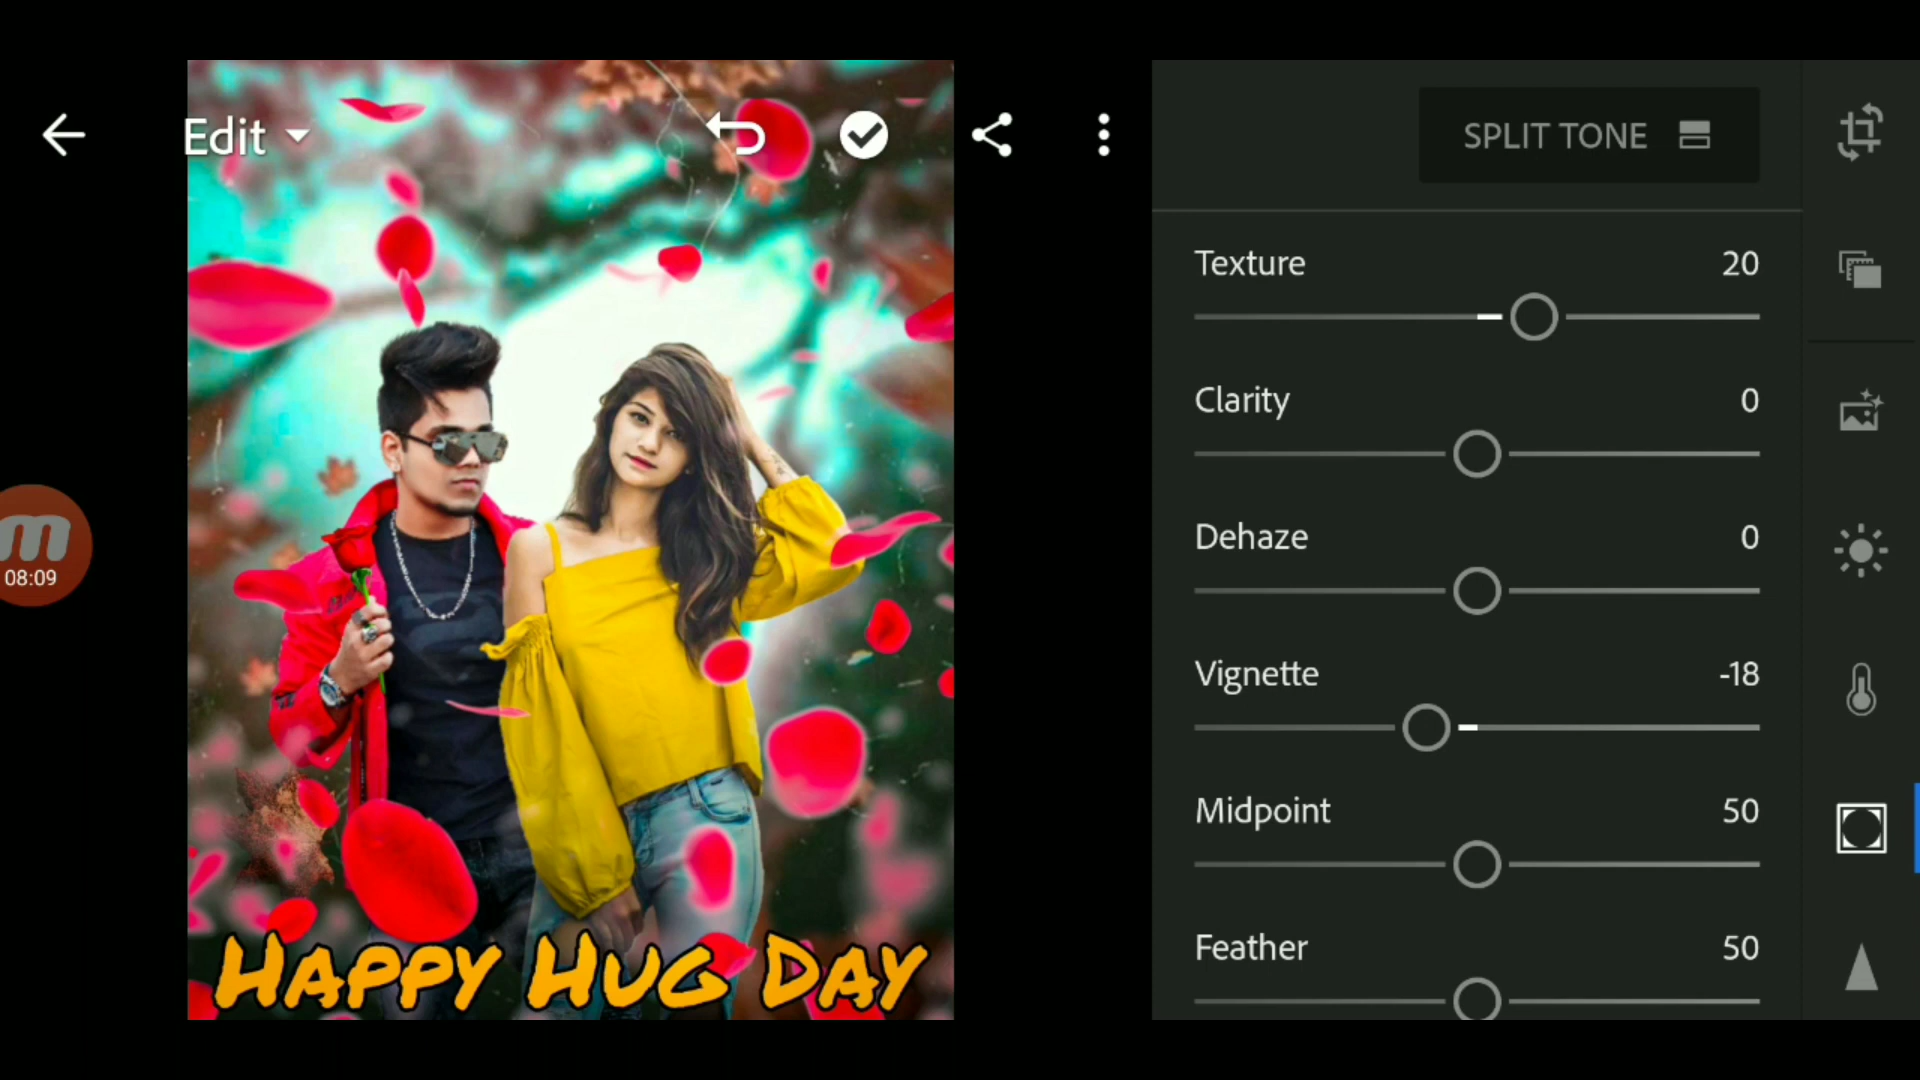 Edit
SPLIT TONE
Texture 20
Clarity 0
Dehaze 0
Vignette -18
Midpoint 50
Feather 50
m
08:09
HAPPY HUG DAY